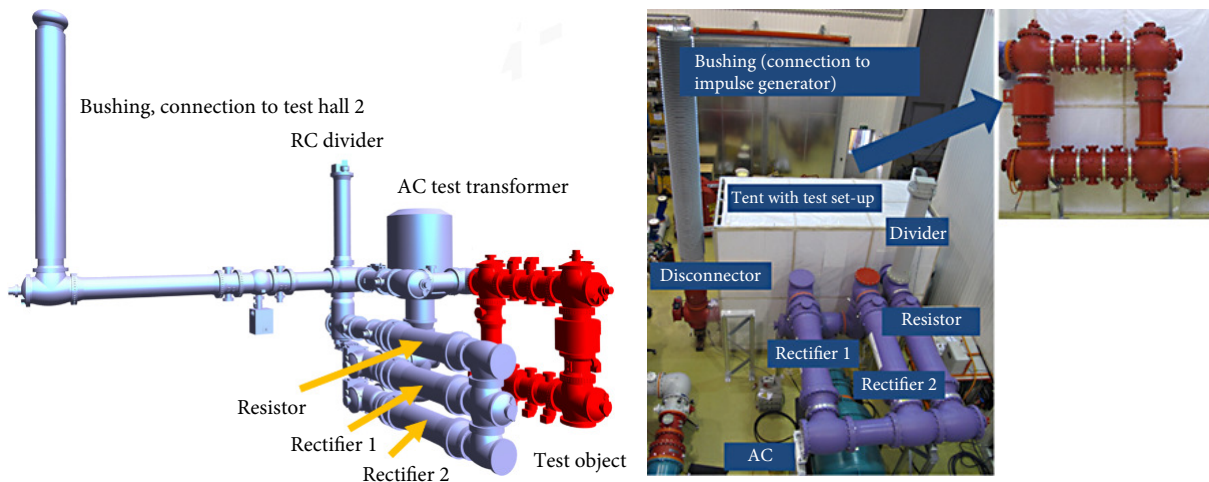 Bushing, connection to test hall 2
RC divider
AC test transformer
Resistor
Rectifier 1
Rectifier 2
Test object
Bushing (connection to
impulse generator)
Tent with test set-up
Divider
Disconnector
Resistor
Rectifier 1
Rectifier 2
AC